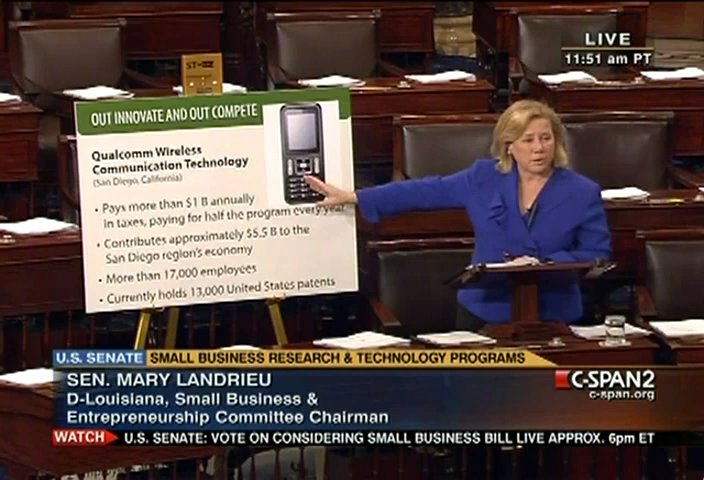 LIVE
11:51 am PT
OUT INNOVATE AND OUT COMPETE
Qualcomm Wireless
Communication Technology
(San Diego, California)
• Pays more than $1 B annually
in taxes, paying for half the program every year
• Contributes approximately $5.5 B to the
San Diego region's economy
• More than 17,000 employees
• Currently holds 13,000 United States patents
U.S. SENATE SMALL BUSINESS RESEARCH & TECHNOLOGY PROGRAMS
SEN. MARY LANDRIEU
D-Louisiana, Small Business &
Entrepreneurship Committee Chairman
C-SPAN2
c-span.org
WATCH U.S. SENATE: VOTE ON CONSIDERING SMALL BUSINESS BILL LIVE APPROX. 6pm ET